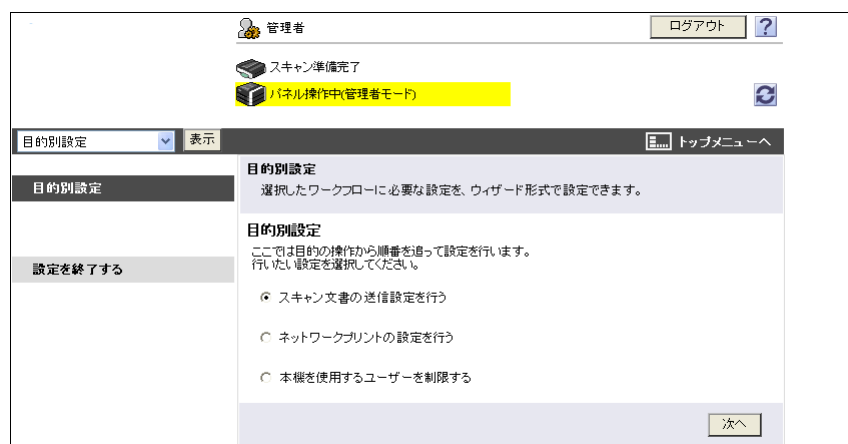 管理者
ログアウト
?
スキャン準備完了
パネル操作中(管理者モード)
目的別設定
表示
トップメニューへ
目的別設定
設定を終了する
目的別設定
選択したワークフローに必要な設定を、ウィザード形式で設定できます。
目的別設定
ここでは目的の操作から順番を追って設定を行います。
行いたい設定を選択してください。
スキャン文書の送信設定を行う
ネットワークプリントの設定を行う
本機を使用するユーザーを制限する
次へ